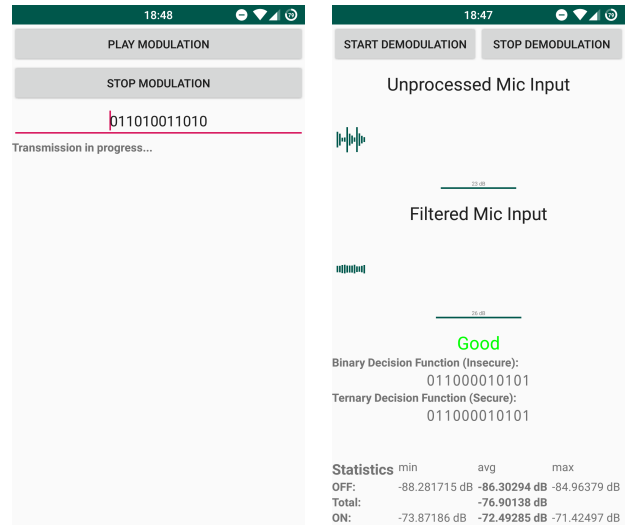 18:48
79
PLAY MODULATION
STOP MODULATION
011010011010
Transmission in progress...
18:47
79
START DEMODULATION STOP DEMODULATION
Unprocessed Mic Input
23 dB
Filtered Mic Input
26 dB
Good
Binary Decision Function (Insecure):
011000010101
Ternary Decision Function (Secure):
011000010101
Statistics min avg max
OFF: -88.281715 dB -86.30294 dB -84.96379 dB
Total: -76.90138 dB
ON: -73.87186 dB -72.49285 dB -71.42497 dB